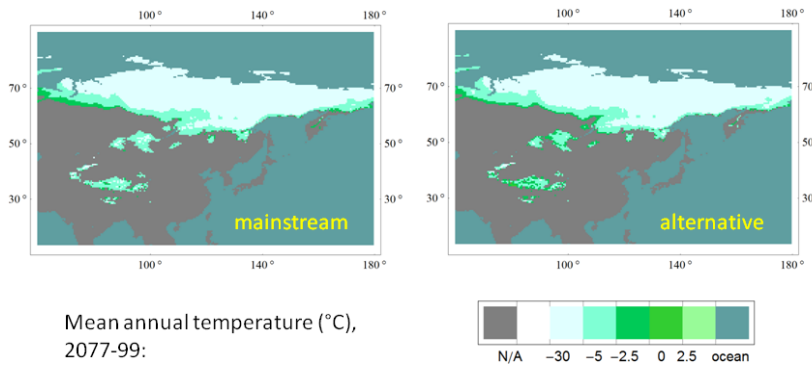 100 ° 140 ° 180 ° 100 ° 140 ° 180 °
70 ° 70 ° 70 ° 70
50 ° 50 ° 50 ° 50
30 ° 30 ° 30 ° 30
mainstream alternative
100 ° 140 ° 180 ° 100 ° 140 ° 180 °
Mean annual temperature (°C),
2077-99:
N/A −30 −5 −2.5 0 2.5 ocean